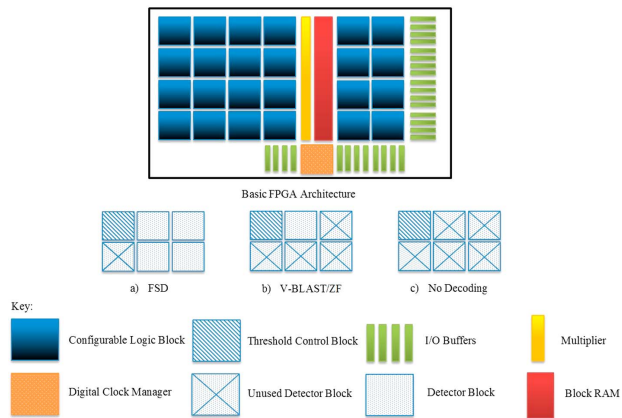 Basic FPGA Architecture
a) FSD
b) V-BLAST/ZF
c) No Decoding
Key:
Configurable Logic Block
Threshold Control Block
I/O Buffers
Multiplier
Digital Clock Manager
Unused Detector Block
Detector Block
Block RAM